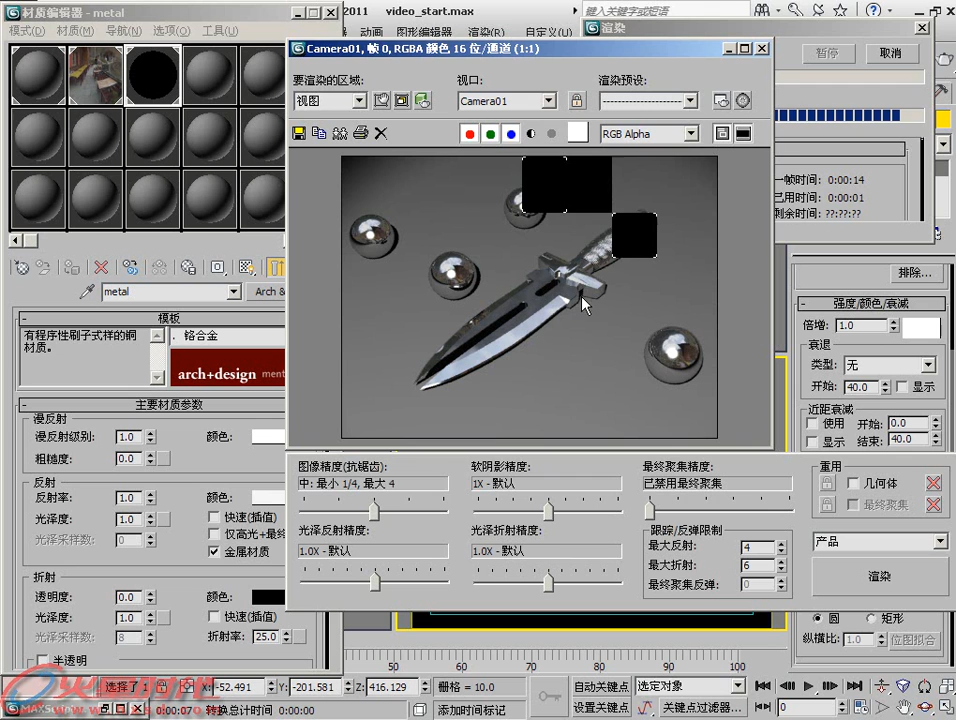 材质编辑器 - metal
2011 video_start.max
键入关键字或短语
模式(D) 材质(M) 导航(N) 选项(O) 工具(U)
动画 图形编辑器 渲染(R) 自定义(U)
渲染
Camera01, 帧 0, RGBA 颜色 16 位/通道 (1:1)
暂停 取消
要渲染的区域: 视口: 渲染预设:
视图 Camera01
RGB Alpha
一帧时间: 0:00:14
已用时间: 0:00:01
剩余时间: ??:??:??
metal Arch &
模板
有程序性刷子式样的铜材质。
铬合金
arch+design
主要材质参数
漫反射
漫反射级别: 1.0 颜色:
粗糙度: 0.0
反射
反射率: 1.0 颜色:
光泽度: 1.0 快速(插值)
光泽采样数: 0 仅高光+最终
金属材质
折射
透明度: 0.0 颜色:
光泽度: 1.0 快速(插值)
光泽采样数: 8 折射率: 25.0
半透明
图像精度(抗锯齿): 软阴影精度: 最终聚集精度:
中: 最小 1/4, 最大 4 1X - 默认 已禁用最终聚集
光泽反射精度: 光泽折射精度:
1.0X - 默认 1.0X - 默认
跟踪/反弹限制
最大反射: 4
最大折射: 6
最终聚集反弹: 0
重用
几何体
最终聚集
产品
渲染
排除...
强度/颜色/衰减
倍增: 1.0
衰退
类型: 无
开始: 40.0 显示
近距衰减
使用 开始: 0.0
显示 结束: 40.0
圆 矩形
纵横比: 1.0 位图拟合
50 60 70 80 90 100
选择了 1 X: -52.491 Y: -201.581 Z: 416.129 栅格 = 10.0 自动关键点 选定对象
0:00:07 转换总计时间 0:00:00 添加时间标记 设置关键点 关键点过滤器... 0